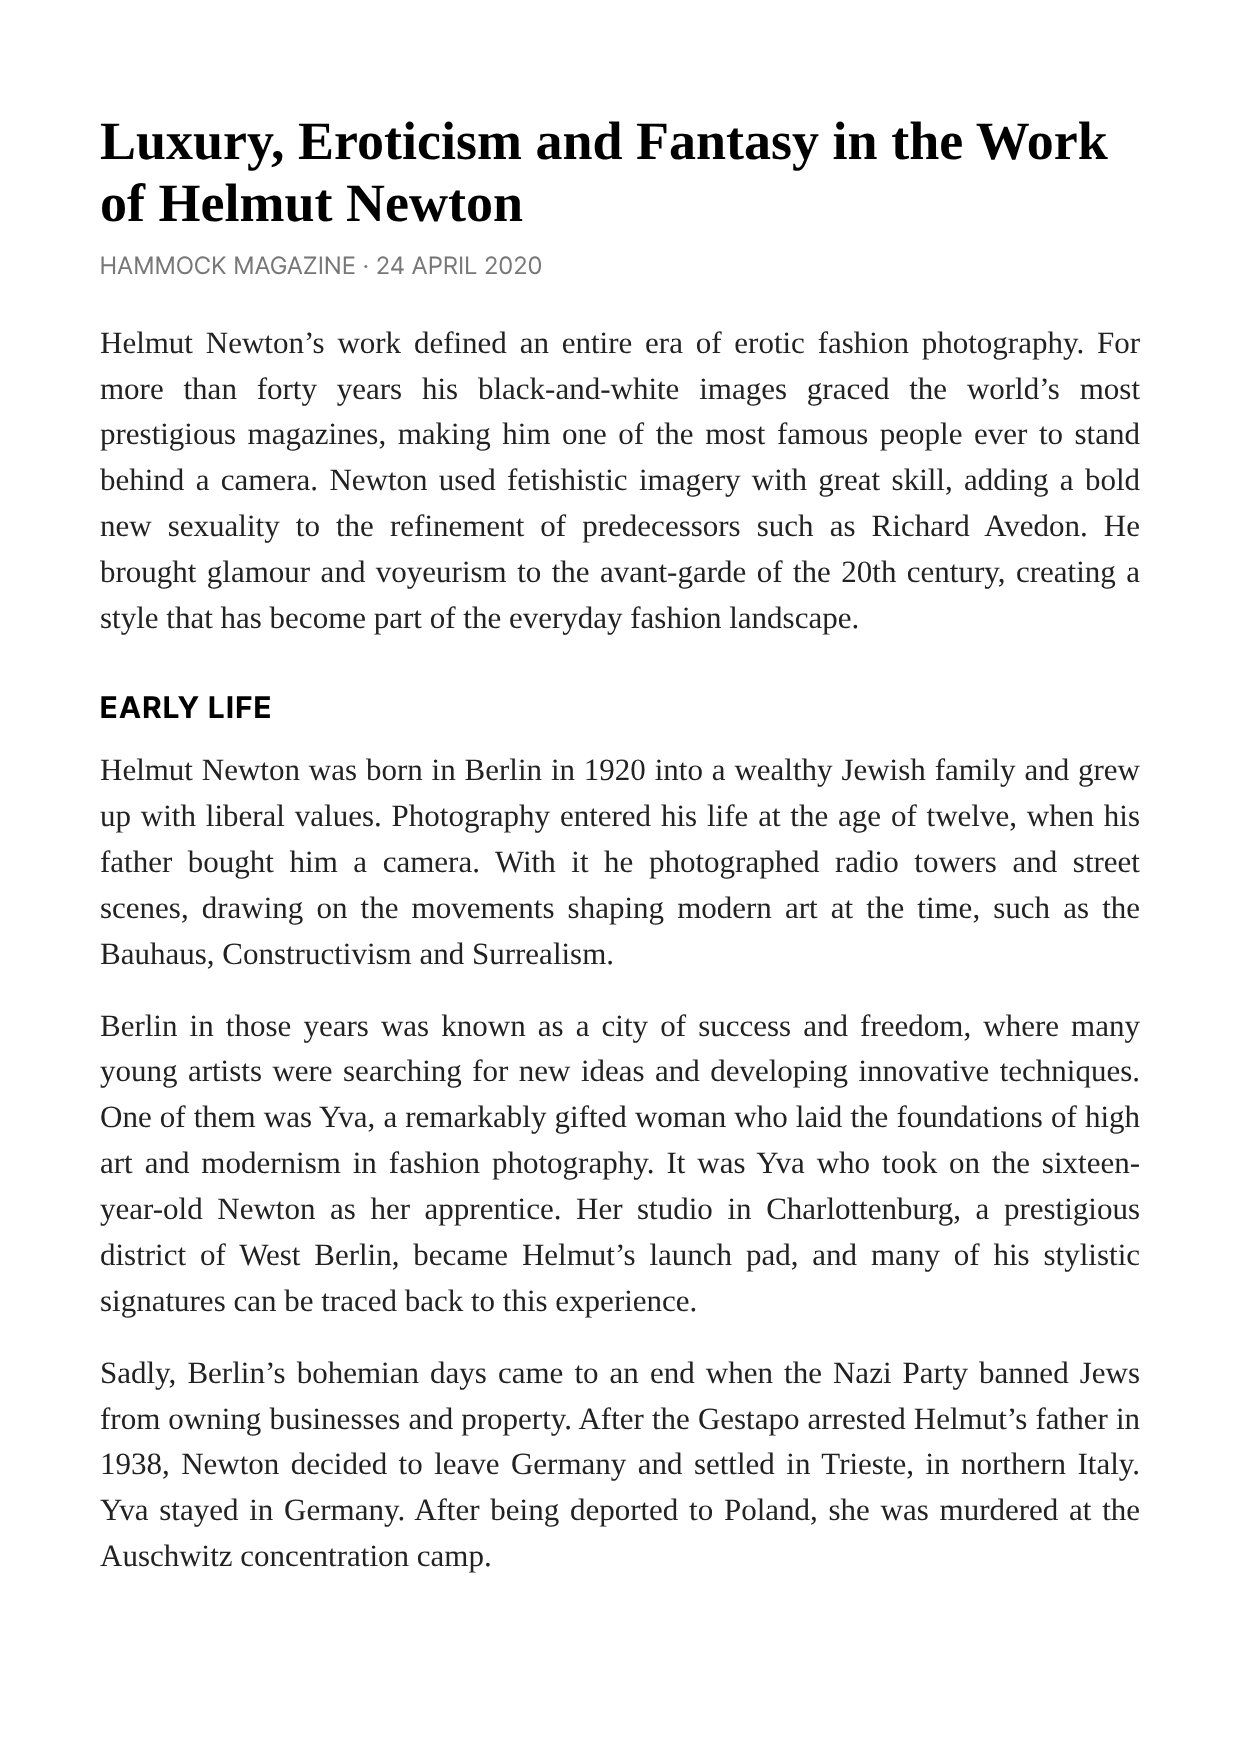 Luxury, Eroticism and Fantasy in the Work
of Helmut Newton
HAMMOCK MAGAZINE · 24 APRIL 2020
Helmut Newton’s work defined an entire era of erotic fashion photography. For
more than forty years his black-and-white images graced the world’s most
prestigious magazines, making him one of the most famous people ever to stand
behind a camera. Newton used fetishistic imagery with great skill, adding a bold
new sexuality to the refinement of predecessors such as Richard Avedon. He
brought glamour and voyeurism to the avant-garde of the 20th century, creating a
style that has become part of the everyday fashion landscape.
EARLY LIFE
Helmut Newton was born in Berlin in 1920 into a wealthy Jewish family and grew
up with liberal values. Photography entered his life at the age of twelve, when his
father bought him a camera. With it he photographed radio towers and street
scenes, drawing on the movements shaping modern art at the time, such as the
Bauhaus, Constructivism and Surrealism.
Berlin in those years was known as a city of success and freedom, where many
young artists were searching for new ideas and developing innovative techniques.
One of them was Yva, a remarkably gifted woman who laid the foundations of high
art and modernism in fashion photography. It was Yva who took on the sixteen-
year-old Newton as her apprentice. Her studio in Charlottenburg, a prestigious
district of West Berlin, became Helmut’s launch pad, and many of his stylistic
signatures can be traced back to this experience.
Sadly, Berlin’s bohemian days came to an end when the Nazi Party banned Jews
from owning businesses and property. After the Gestapo arrested Helmut’s father in
1938, Newton decided to leave Germany and settled in Trieste, in northern Italy.
Yva stayed in Germany. After being deported to Poland, she was murdered at the
Auschwitz concentration camp.